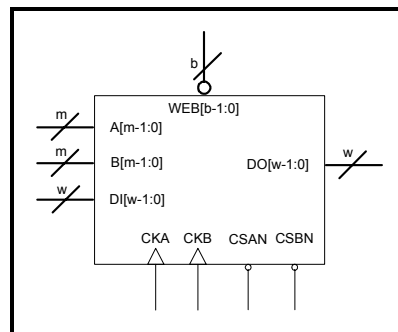 b
WEB[b-1:0]
m
A[m-1:0]
m
B[m-1:0]
DO[w-1:0]
w
w
DI[w-1:0]
CKA CKB CSAN CSBN